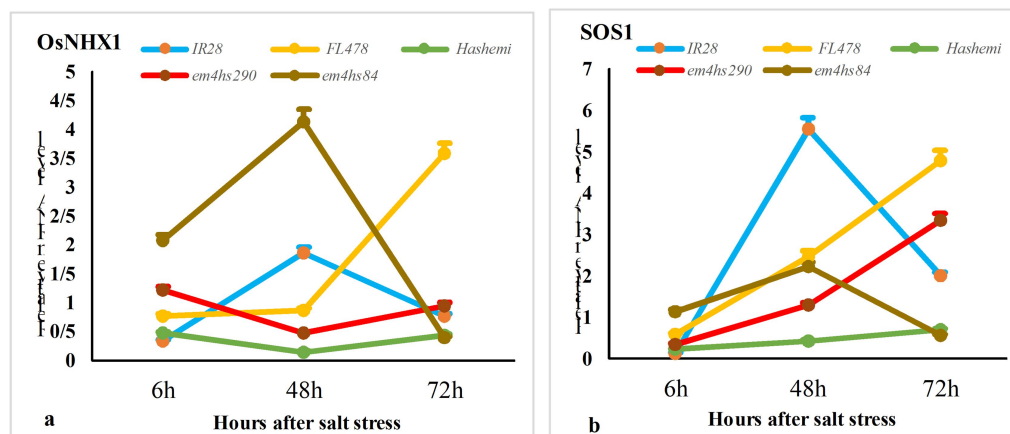 OsNHX1
IR28 FL478 Hashemi
em4hs290 em4hs84
5
4/5
4
3/5
3
2/5
2
1/5
1
0/5
0
6h 48h 72h
Hours after salt stress
a
SOS1
IR28 FL478 Hashemi
em4hs290 em4hs84
7
6
5
4
3
2
1
0
6h 48h 72h
Hours after salt stress
b